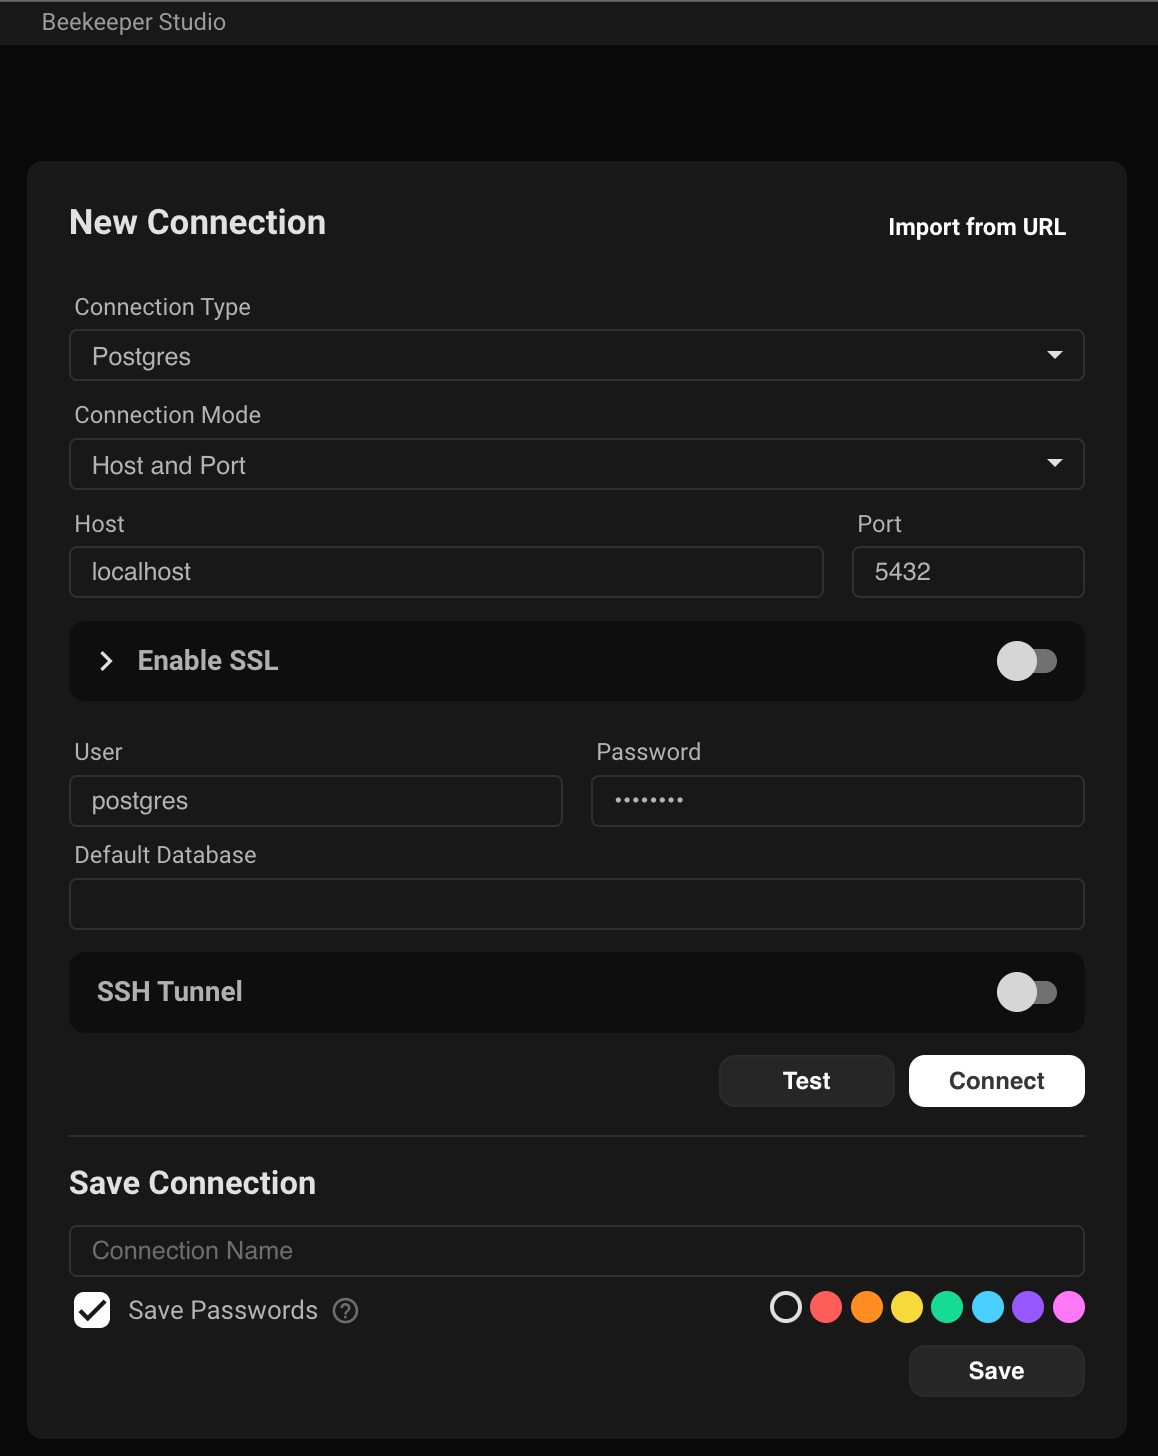 Beekeeper Studio
New Connection
Import from URL
Connection Type
Postgres
Connection Mode
Host and Port
Host
Port
localhost
5432
Enable SSL
User
Password
postgres
••••••••
Default Database
SSH Tunnel
Test
Connect
Save Connection
Connection Name
Save Passwords ?
Save